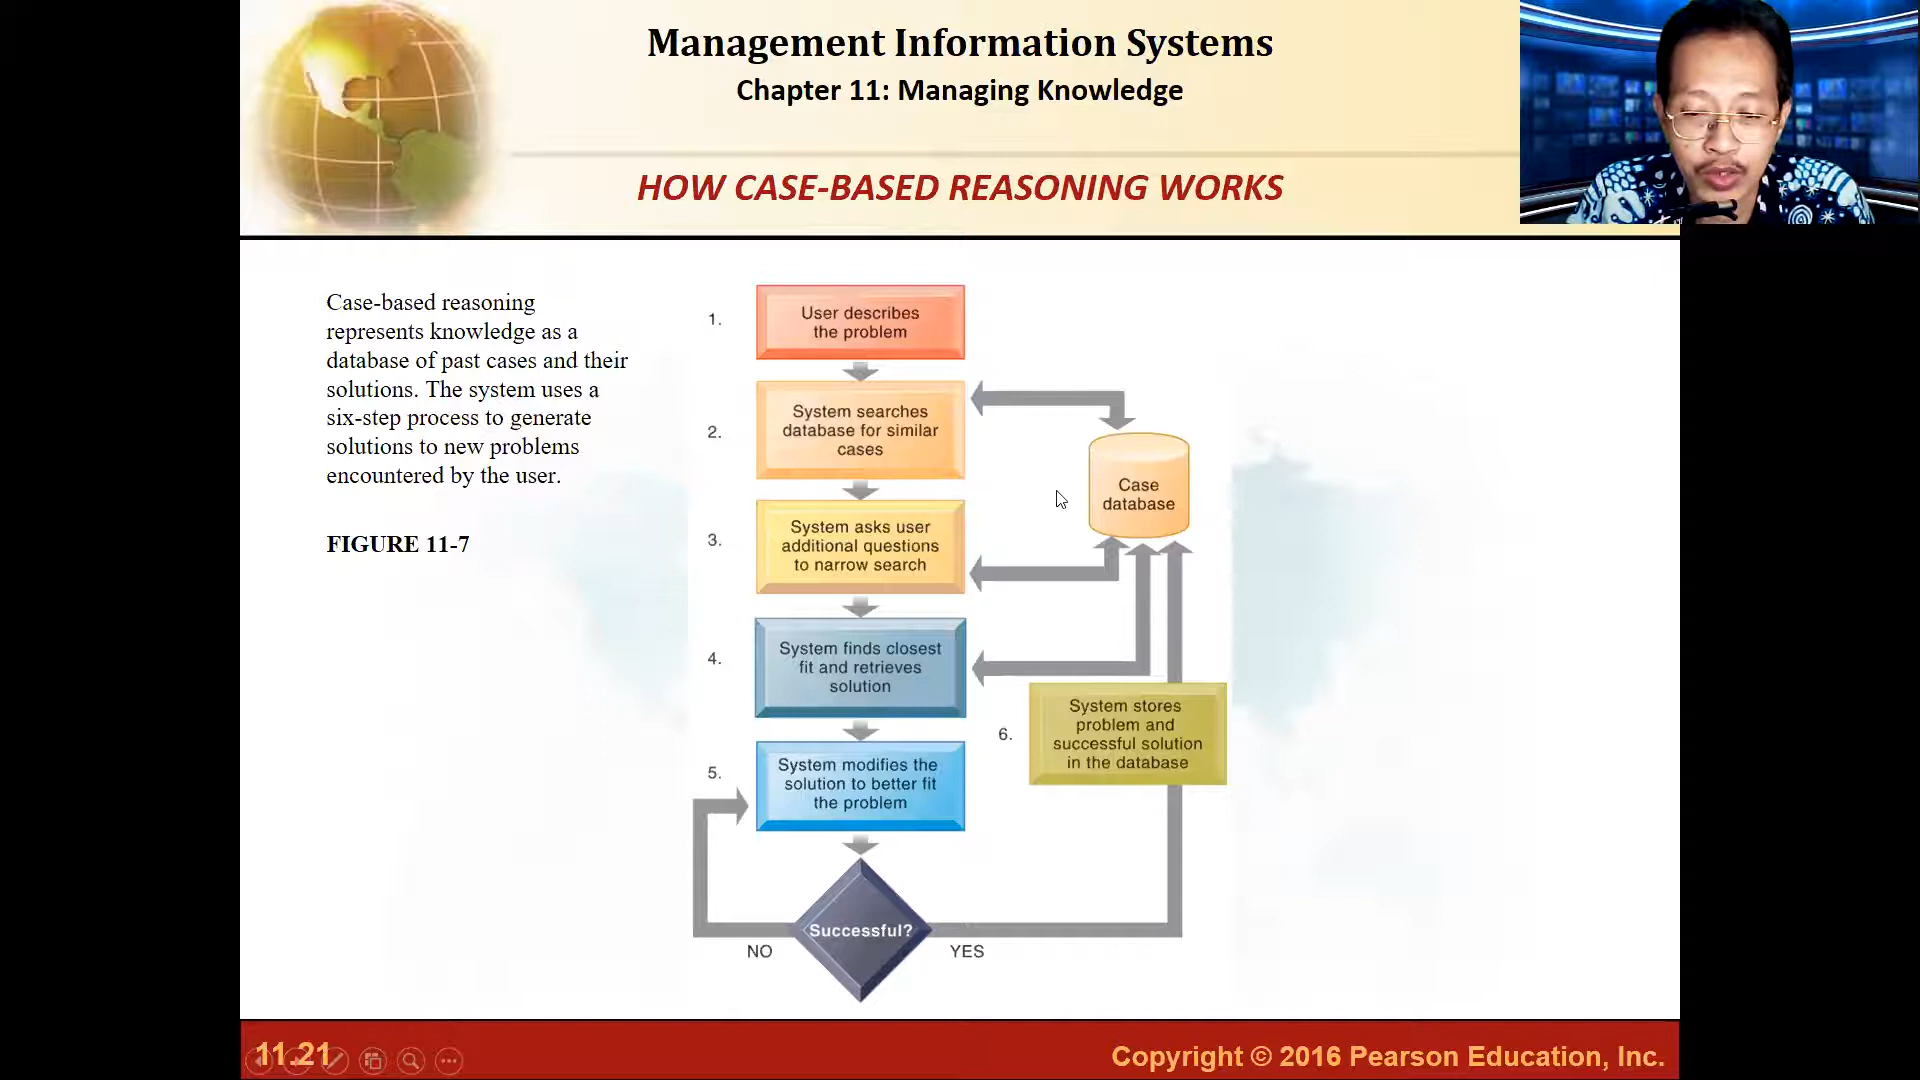 Management Information Systems
Chapter 11: Managing Knowledge
HOW CASE-BASED REASONING WORKS
Case-based reasoning
represents knowledge as a
database of past cases and their
solutions. The system uses a
six-step process to generate
solutions to new problems
encountered by the user.
FIGURE 11-7
1.
User describes
the problem
2.
System searches
database for similar
cases
Case
database
3.
System asks user
additional questions
to narrow search
4.
System finds closest
fit and retrieves
solution
5.
System modifies the
solution to better fit
the problem
6.
System stores
problem and
successful solution
in the database
Successful?
NO
YES
11.21
Copyright © 2016 Pearson Education, Inc.